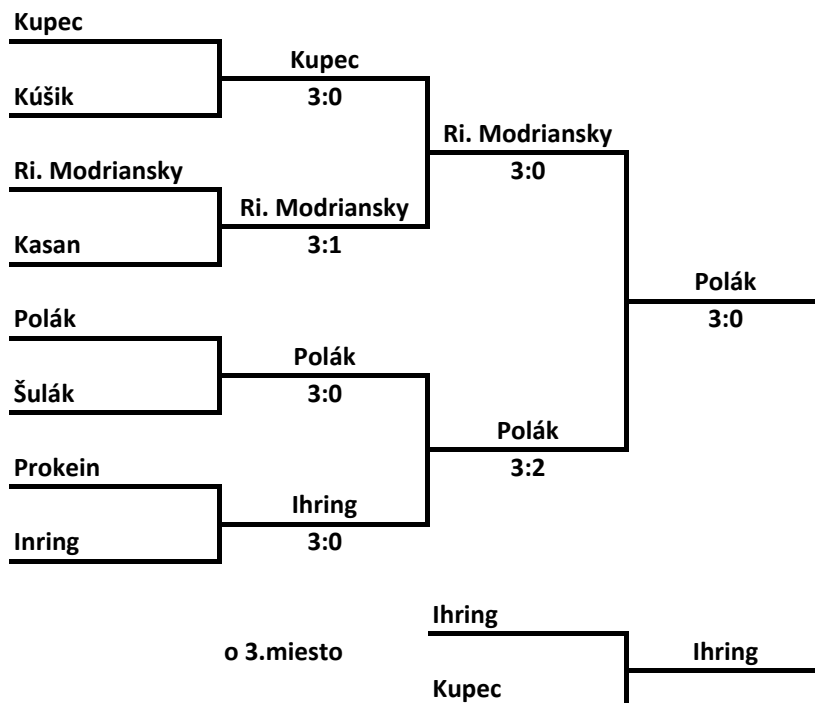 Kupec
Kupec
Kúšik
3:0
Ri. Modriansky
Ri. Modriansky
3:0
Ri. Modriansky
Kasan
3:1
Polák
Polák
3:0
Polák
Šulák
3:0
Polák
Prokein
3:2
Ihring
Inring
3:0
Ihring
o 3.miesto
Ihring
Kupec